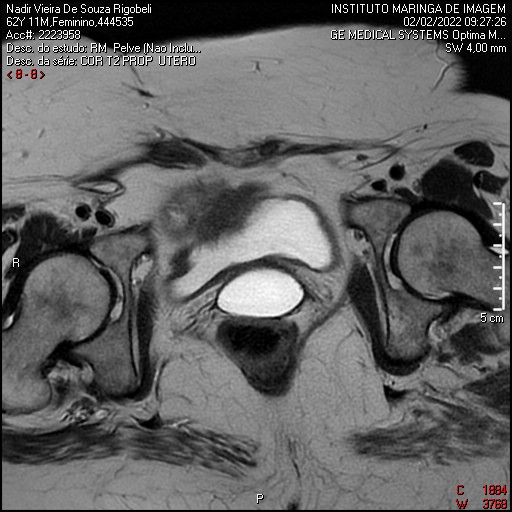 Nadir Vieira De Souza Rigobeli
62Y 11M,Feminino,444535
Acc#: 2223958
Desc. do estudo: RM Pelve (Nao Inclu...
Desc. da série: COR T2 PROP UTERO
<8-8>
INSTITUTO MARINGA DE IMAGEM
02/02/2022 09:27:26
GE MEDICAL SYSTEMS Optima M...
SW 4,00 mm
R
5 cm
P
C 1884
W 3768